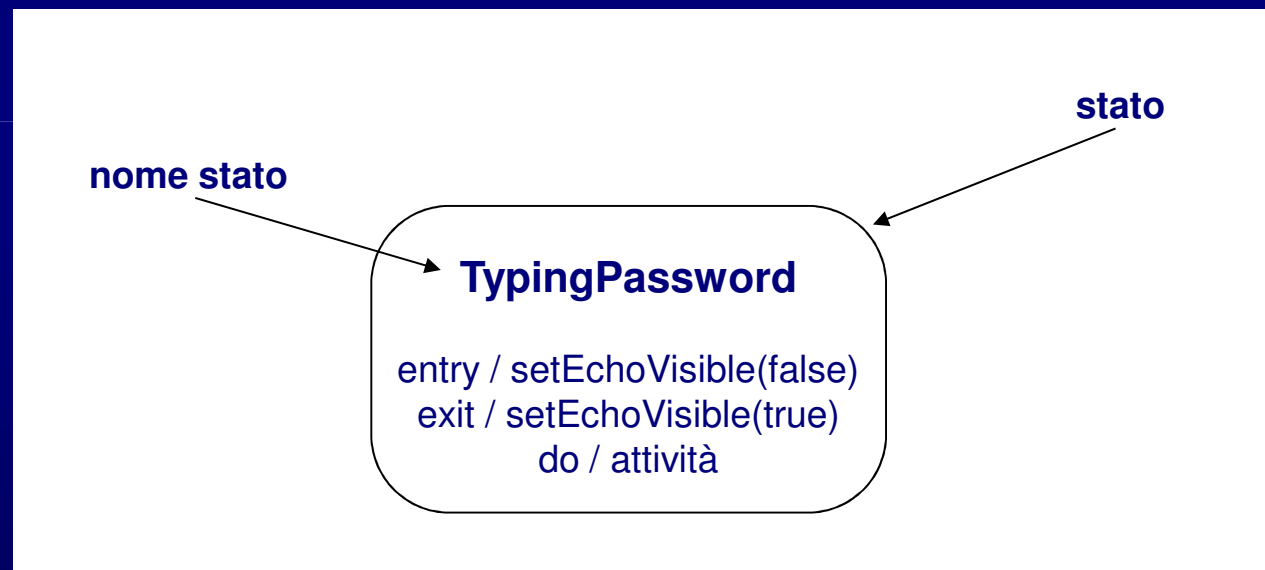 stato
nome stato
TypingPassword
entry / setEchoVisible(false)
exit / setEchoVisible(true)
do / attività